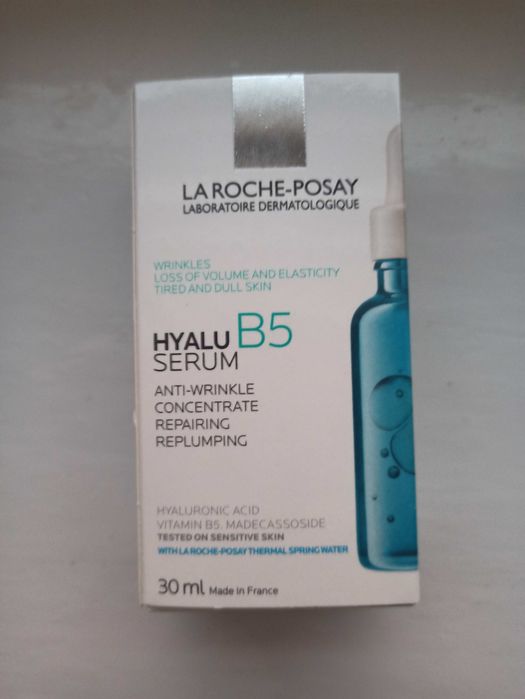 LA ROCHE-POSAY
LABORATOIRE DERMATOLOGIQUE
WRINKLES
LOSS OF VOLUME AND ELASTICITY
TIRED AND DULL SKIN
HYALU B5
SERUM
ANTI-WRINKLE
CONCENTRATE
REPAIRING
REPLUMPING
HYALURONIC ACID
VITAMIN B5. MADECASSOSIDE
TESTED ON SENSITIVE SKIN
WITH LA ROCHE-POSAY THERMAL SPRING WATER
30 ml Made in France